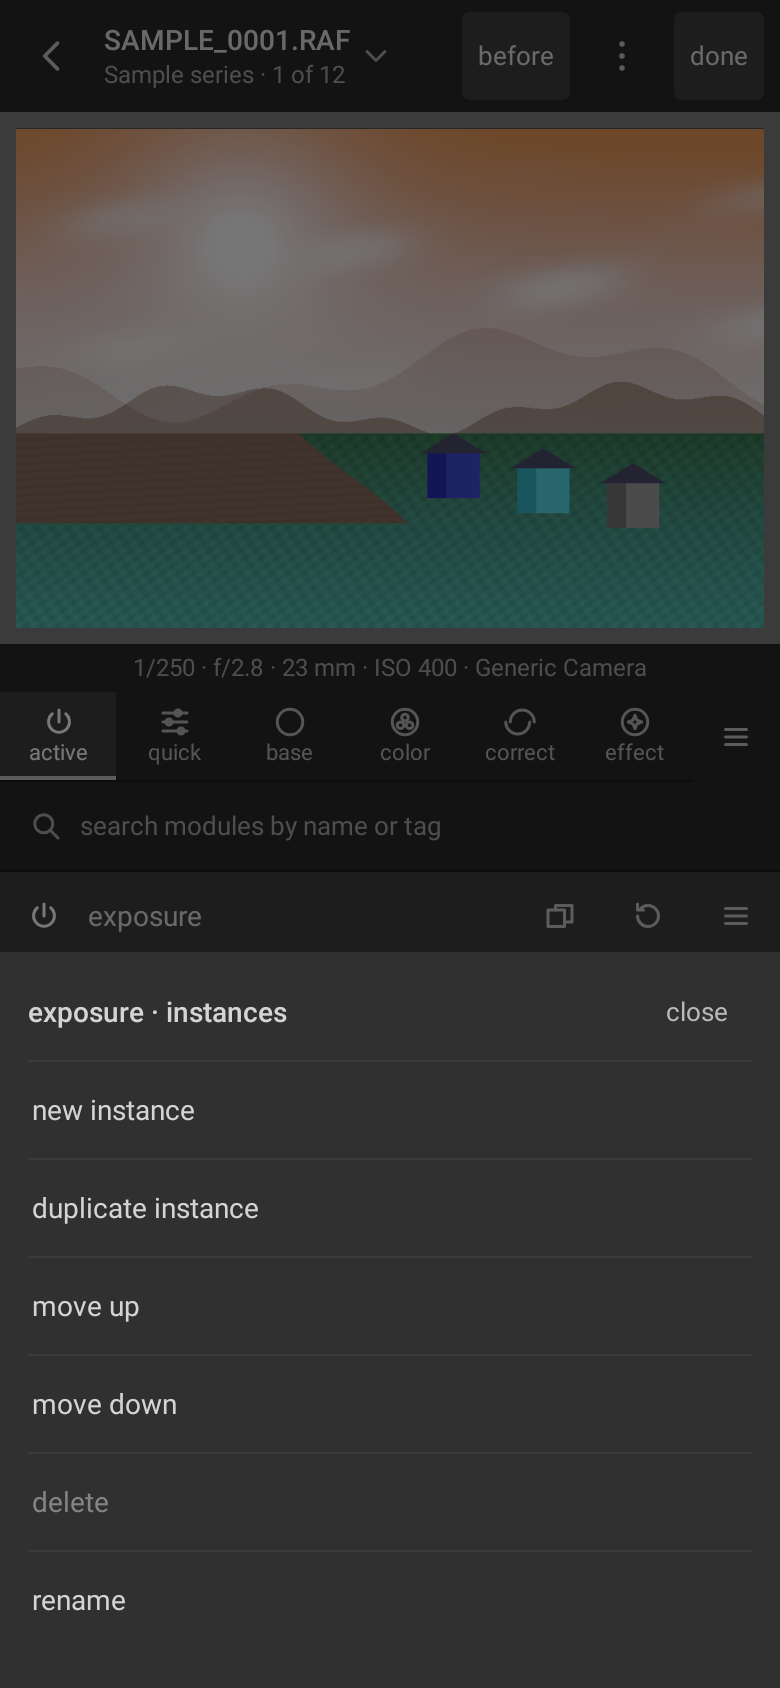 SAMPLE_0001.RAF
Sample series · 1 of 12
before
done
1/250 · f/2.8 · 23 mm · ISO 400 · Generic Camera
active
quick
base
color
correct
effect
search modules by name or tag
exposure
exposure · instances
close
new instance
duplicate instance
move up
move down
delete
rename